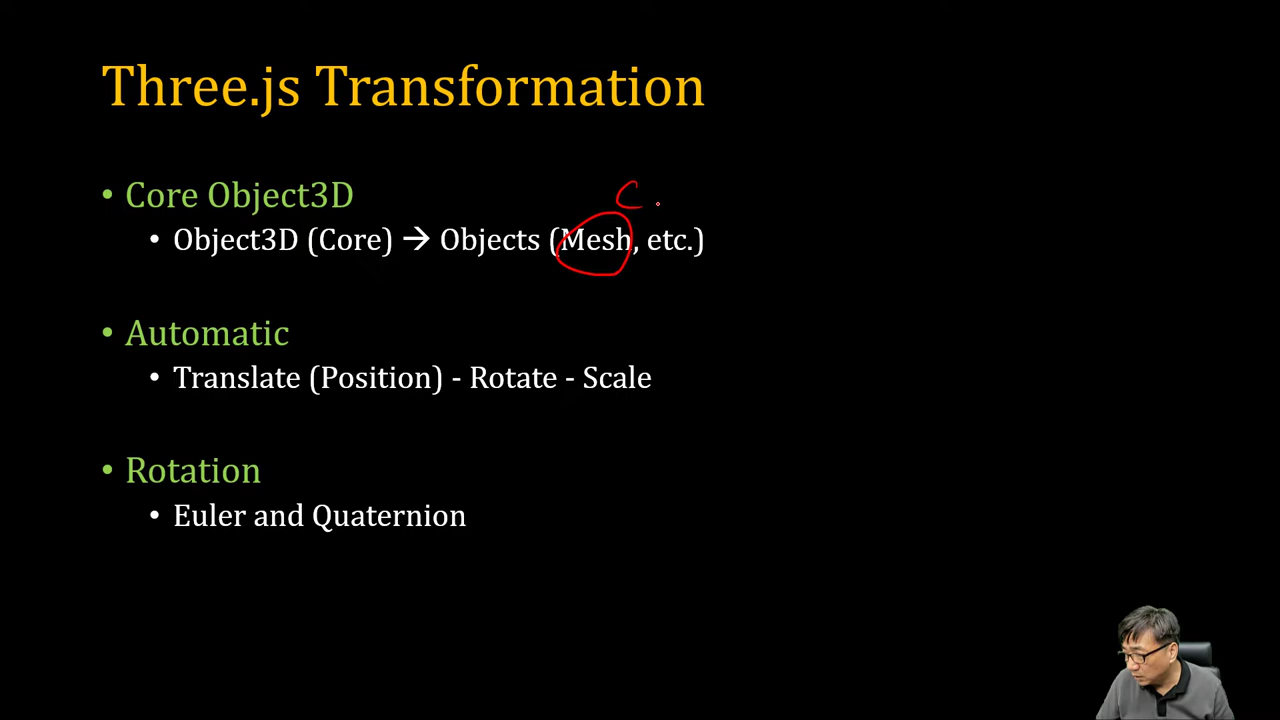 Three.js Transformation
• Core Object3D
C
• Object3D (Core) → Objects (Mesh, etc.)
• Automatic
• Translate (Position) - Rotate - Scale
• Rotation
• Euler and Quaternion